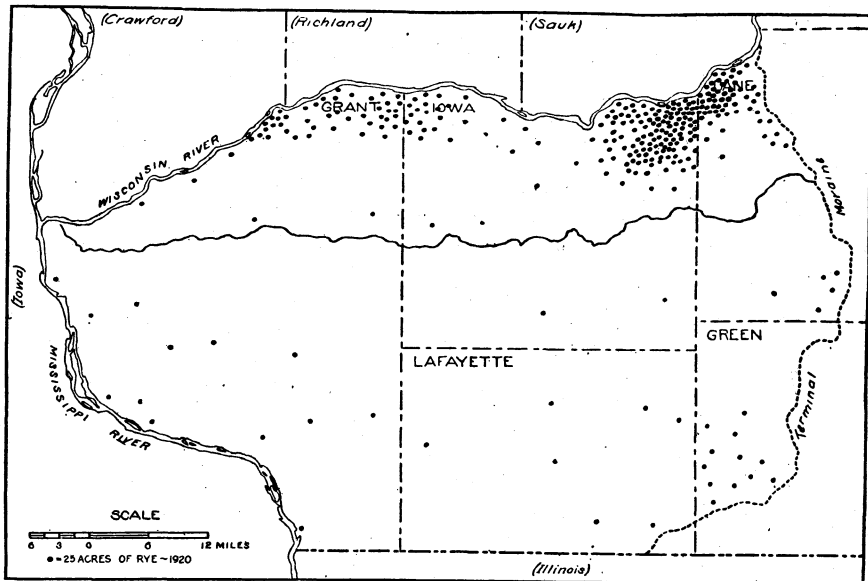 (Crawford)
(Richland)
(Sauk)
DANE
GRANT
IOWA
WISCONSIN RIVER
Moraine
(Iowa)
GREEN
LAFAYETTE
MISSISSIPPI
RIVER
Terminal
SCALE
6 3 0 6 12 MILES
• = 25 ACRES OF RYE ~ 1920
(Illinois)